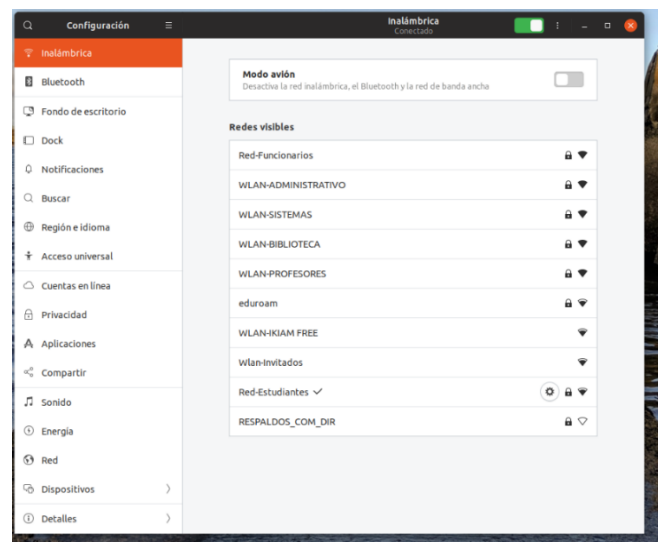 Configuración
Inalámbrica
Conectado
Inalámbrica
Bluetooth
Fondo de escritorio
Dock
Notificaciones
Buscar
Región e idioma
Acceso universal
Cuentas en línea
Privacidad
Aplicaciones
Compartir
Sonido
Energía
Red
Dispositivos
Detalles
Modo avión
Desactiva la red inalámbrica, el Bluetooth y la red de banda ancha
Redes visibles
Red-Funcionarios
WLAN-ADMINISTRATIVO
WLAN-SISTEMAS
WLAN-BIBLIOTECA
WLAN-PROFESORES
eduroam
WLAN-IKIAM FREE
Wlan-Invitados
Red-Estudiantes ✓
RESPALDOS_COM_DIR